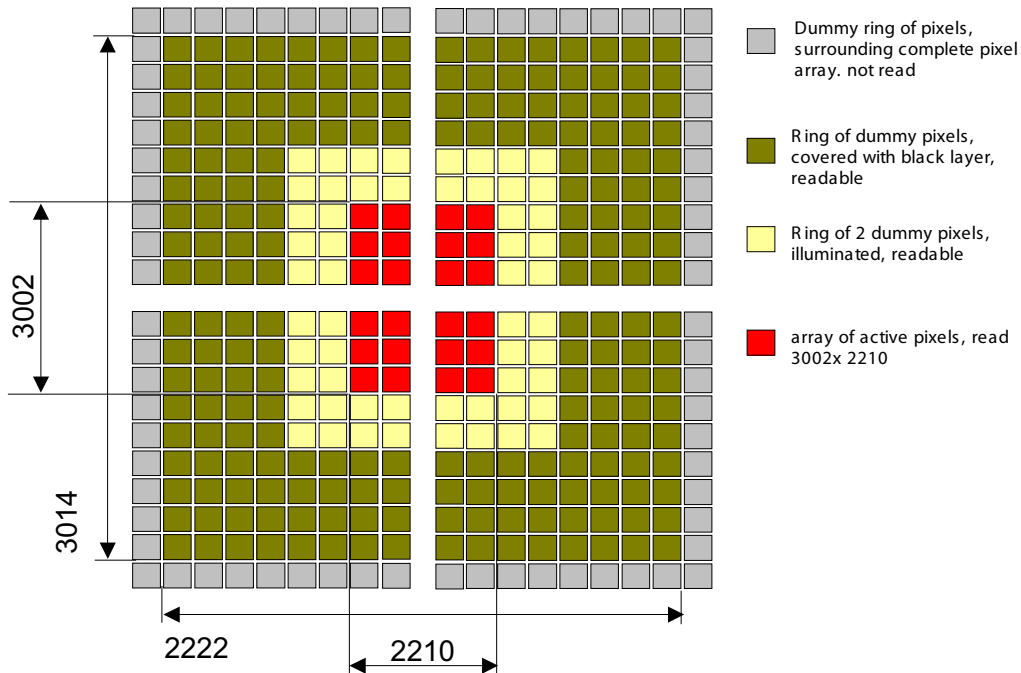 Dummy ring of pixels,
surrounding complete pixel
array. not read
Ring of dummy pixels,
covered with black layer,
readable
Ring of 2 dummy pixels,
illuminated, readable
array of active pixels, read
3002x 2210
3002
3014
2222
2210